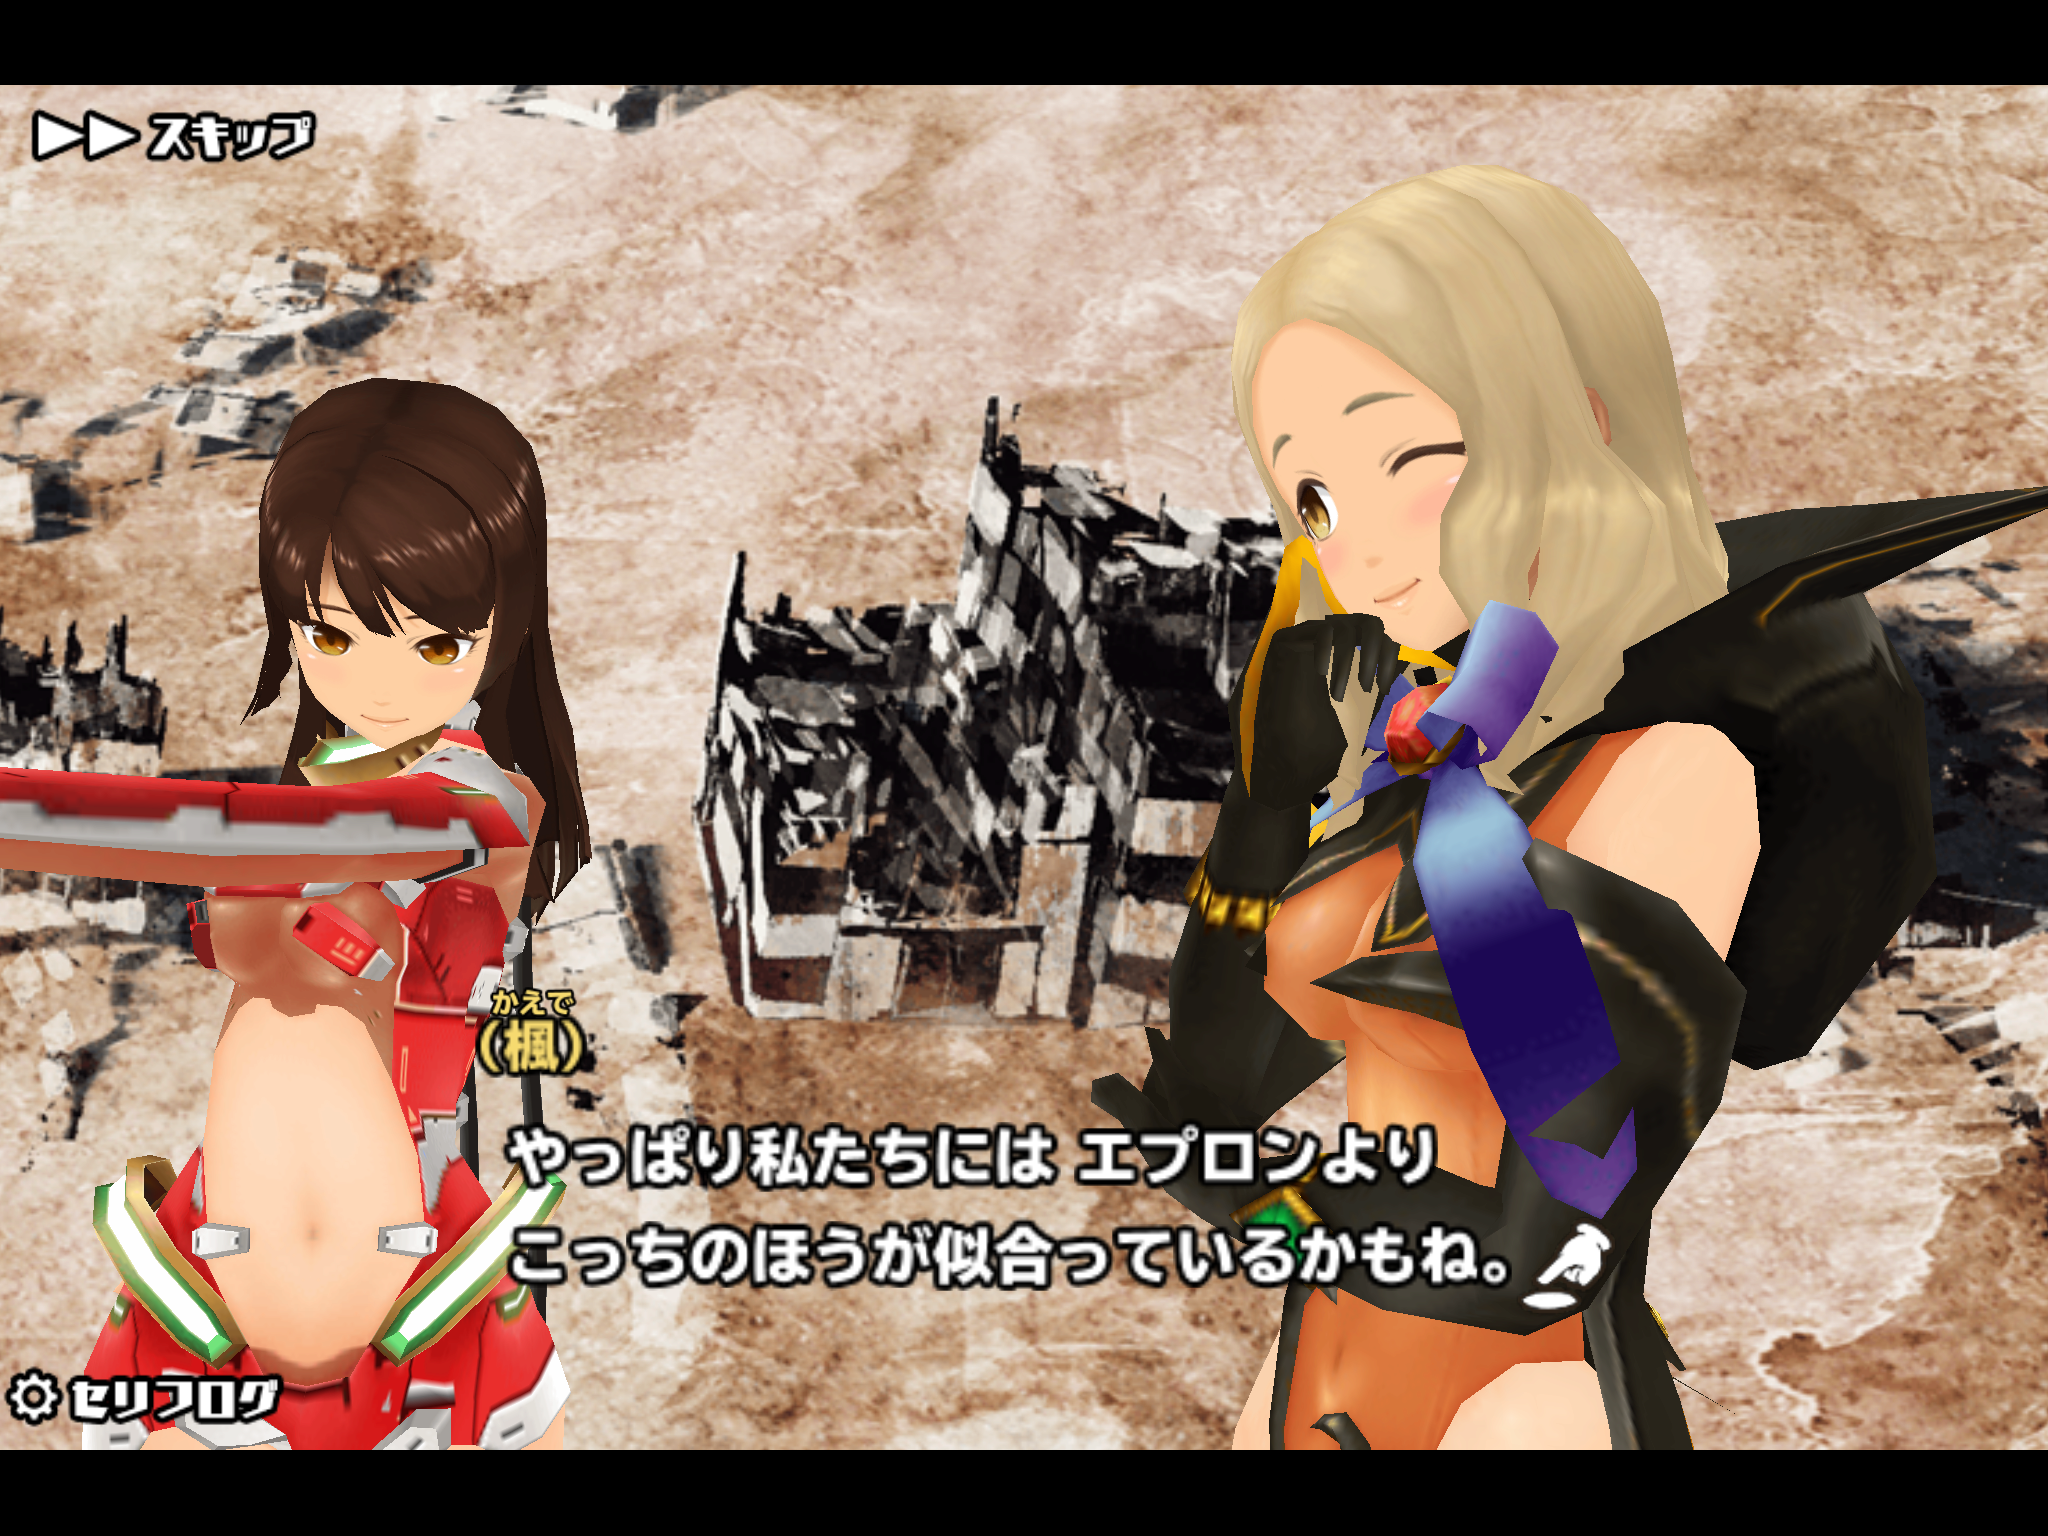 スキップ
かえで
(楓)
やっぱり私たちには エプロンより
こっちのほうが似合っているかもね。
セリフログ